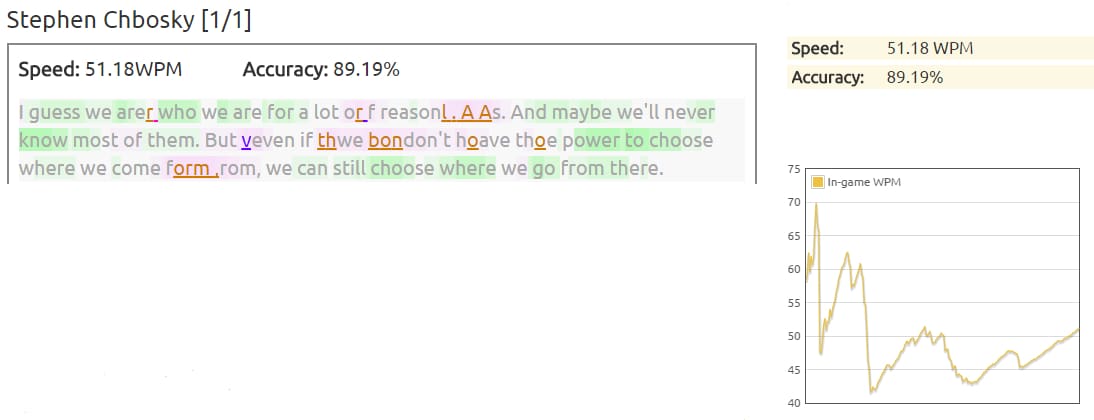 Stephen Chbosky [1/1]
Speed: 51.18WPM Accuracy: 89.19%
I guess we arer who we are for a lot or f reasonl . A As. And maybe we'll never
know most of them. But veven if thwe bondon't hoave thoe power to choose
where we come form ,rom, we can still choose where we go from there.
Speed: 51.18 WPM
Accuracy: 89.19%
In-game WPM
75
70
65
60
55
50
45
40